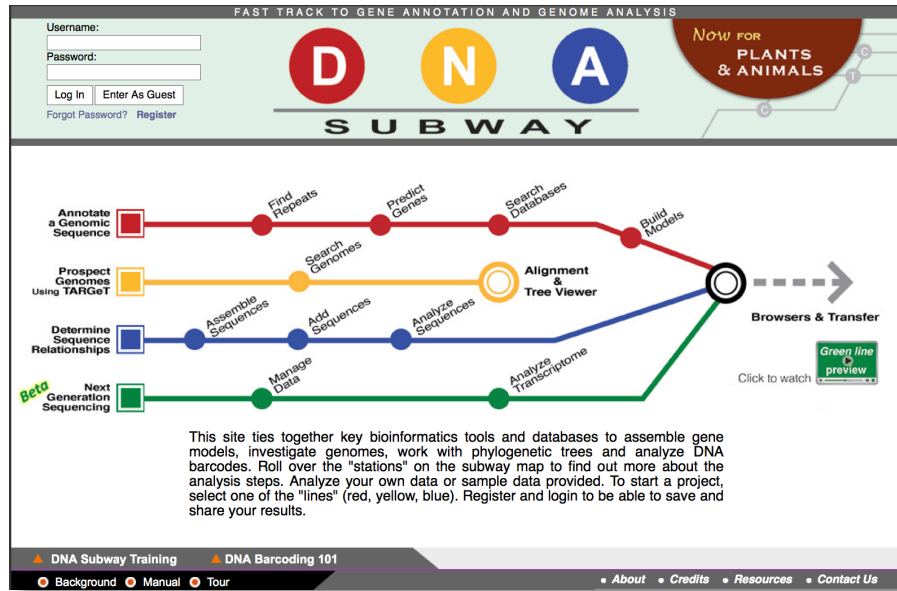 FAST TRACK TO GENE ANNOTATION AND GENOME ANALYSIS
Username:
Password:
Log In
Enter As Guest
Forgot Password?
Register
D N A
SUBWAY
Now FOR
PLANTS
& ANIMALS
C
T
C
Annotate
a Genomic
Sequence
Find
Repeats
Predict
Genes
Search
Databases
Build
Models
Prospect
Genomes
Using TARGeT
Search
Genomes
Alignment
&
Tree Viewer
Determine
Sequence
Relationships
Assemble
Sequences
Add
Sequences
Analyze
Sequences
Browsers & Transfer
Beta
Next
Generation
Sequencing
Manage
Data
Analyze
Transcriptome
Click to watch
Green line
preview
This site ties together key bioinformatics tools and databases to assemble gene
models, investigate genomes, work with phylogenetic trees and analyze DNA
barcodes. Roll over the "stations" on the subway map to find out more about the
analysis steps. Analyze your own data or sample data provided. To start a project,
select one of the "lines" (red, yellow, blue). Register and login to be able to save and
share your results.
DNA Subway Training
DNA Barcoding 101
Background
Manual
Tour
About
Credits
Resources
Contact Us